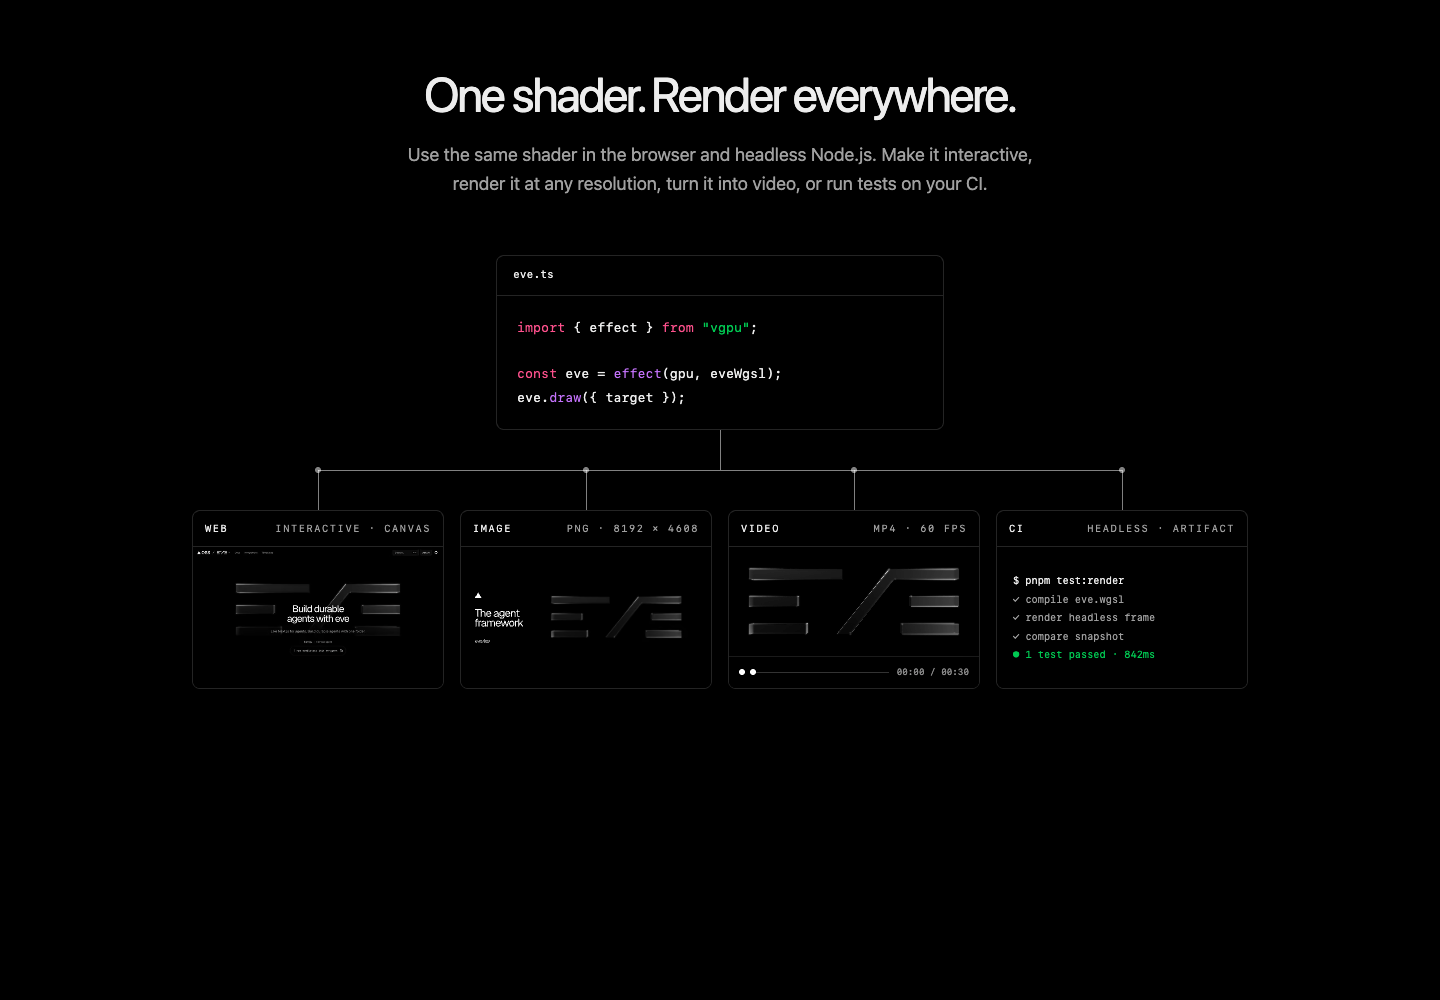 One shader. Render everywhere.
Use the same shader in the browser and headless Node.js. Make it interactive,
render it at any resolution, turn it into video, or run tests on your CI.
eve.ts
import { effect } from "vgpu";
const eve = effect(gpu, eveWgsl);
eve.draw({ target });
WEB
INTERACTIVE · CANVAS
Build durable
agents with eve
IMAGE
PNG · 8192 × 4608
The agent
framework
VIDEO
MP4 · 60 FPS
00:00 / 00:30
CI
HEADLESS · ARTIFACT
$ pnpm test:render
✓ compile eve.wgsl
✓ render headless frame
✓ compare snapshot
● 1 test passed · 842ms